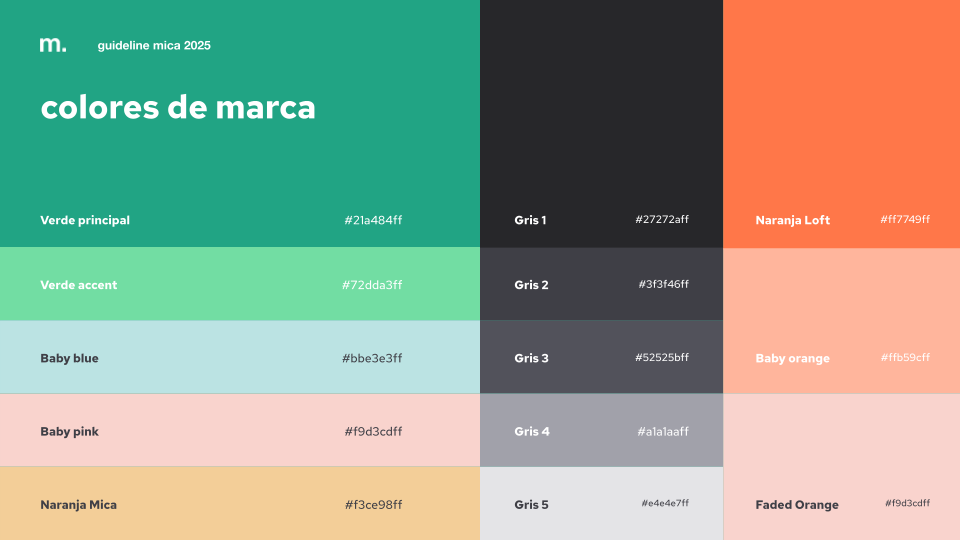 m. guideline mica 2025
colores de marca
Verde principal #21a484ff
Verde accent #72dda3ff
Baby blue #bbe3e3ff
Baby pink #f9d3cdff
Naranja Mica #f3ce98ff
Gris 1 #27272aff
Gris 2 #3f3f46ff
Gris 3 #52525bff
Gris 4 #a1a1aaff
Gris 5 #e4e4e7ff
Naranja Loft #ff7749ff
Baby orange #ffb59cff
Faded Orange #f9d3cdff